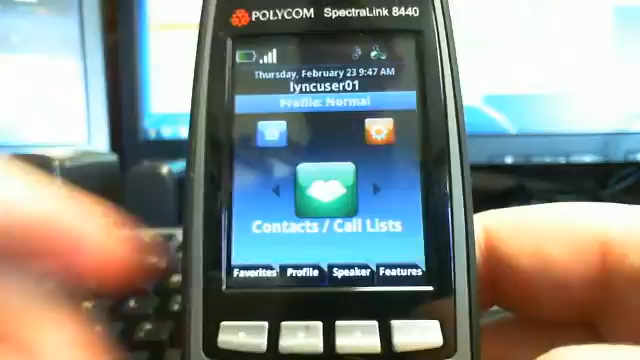 POLYCOM SpectraLink 8440
Thursday, February 23 9:47 AM
lyncuser01
Profile: Normal
Contacts / Call Lists
Favorites Profile Speaker Features